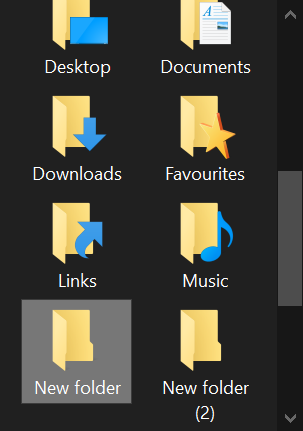 Desktop
Documents
Downloads
Favourites
Links
Music
New folder
New folder
(2)